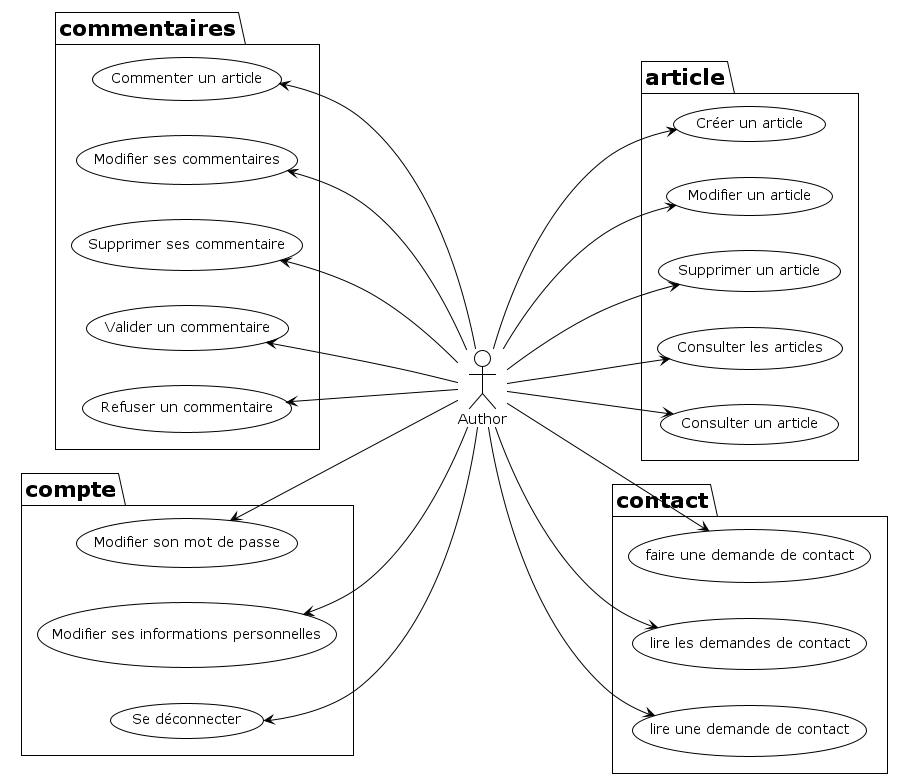 commentaires
Commenter un article
Modifier ses commentaires
Supprimer ses commentaire
Valider un commentaire
Refuser un commentaire
article
Créer un article
Modifier un article
Supprimer un article
Consulter les articles
Consulter un article
Author
compte
Modifier son mot de passe
Modifier ses informations personnelles
Se déconnecter
contact
faire une demande de contact
lire les demandes de contact
lire une demande de contact